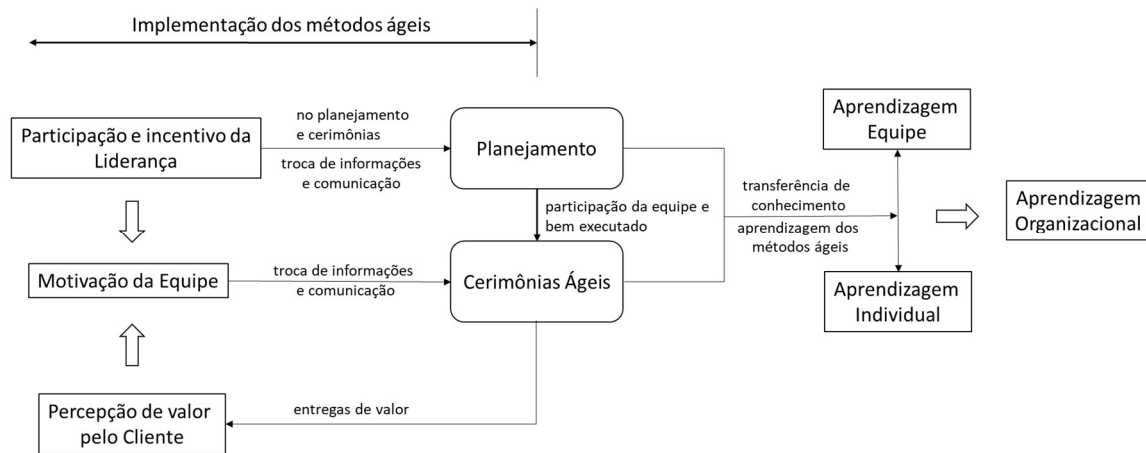 Implementação dos métodos ágeis
Participação e incentivo da
Liderança
no planejamento
e cerimônias
troca de informações
e comunicação
Planejamento
participação da equipe e
bem executado
Motivação da Equipe
troca de informações
e comunicação
Cerimônias Ágeis
Percepção de valor
pelo Cliente
entregas de valor
transferência de
conhecimento
aprendizagem dos
métodos ágeis
Aprendizagem
Equipe
Aprendizagem
Individual
Aprendizagem
Organizacional